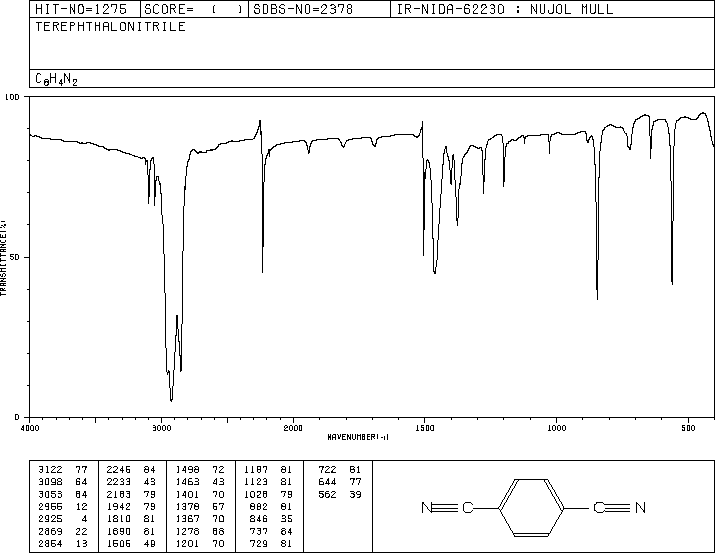 HIT-NO=1275 SCORE= ( ) SDBS-NO=2378 IR-NIDA-62230 : NUJOL MULL
TEREPHTHALONITRILE
C8H4N2
100
50
0
TRANSMITTANCE(%)
4000 3000 2000 1500 1000 500
WAVENUMBER(-1)
3122 77 2246 84 1498 72 1187 81 722 81
3098 64 2233 43 1463 43 1123 81 644 77
3053 64 2183 79 1401 70 1028 79 562 39
2955 12 1942 79 1378 57 882 81
2925 4 1810 81 1367 70 846 35
2869 22 1690 81 1278 68 737 84
2854 13 1506 49 1201 70 729 81
N C C N